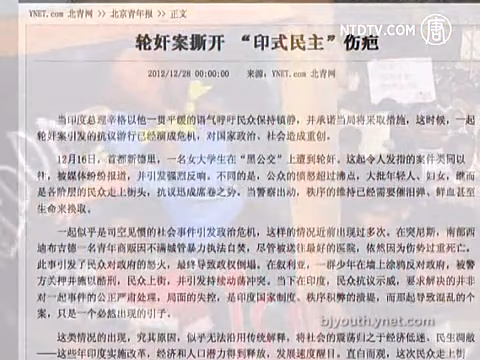 YNET.com 北青网 >> 北京青年报 >> 正文
NTDTV.com 唐
轮奸案撕开 “印式民主”伤疤
2012/12/28 00:00:00 来源: YNET.com 北青网
当印度总理辛格以他一贯平缓的语气呼吁民众保持镇静,并承诺当局将采取措施,这时候,一起
轮奸案引发的抗议游行已经演成危机,对国家政治、社会造成重创。
12月16日,首都新德里,一名女大学生在“黑公交”上遭到轮奸。这起令人发指的案件类同以
往,被媒体纷纷报道,并引发强烈反响。不同的是,公众的愤怒超过沸点,大批年轻人、妇女,继而
是各阶层的民众走上街头,抗议迅成席卷之势。当警察出动,秩序的维持已经需要催泪弹、鲜血甚至
生命来换取。
一起似乎是司空见惯的社会事件引发政治危机,这样的情况近前出现过多次。在突尼斯,南部西
迪布吉德一名青年商贩因不满城管暴力执法自焚,尽管被送往最好的医院,依然因为伤势过重死亡。
此事引发了民众对政府的怒火,最终导致政权倒塌。在叙利亚,一群少年在墙上涂鸦反对政府,被警
方关押并施以酷刑,民众上街,并引发持续动荡冲突。当下在印度,民众抗议示威,要求解决的并非
对一起事件的公正严肃处理,局面的失控,是印度国家制度、秩序积弊的溃堤,而那起导致混乱的个
案,只是一个必然出现的引子。
这类情况的出现,究其原因,似乎无法沿用传统解释,将社会的震荡归之于经济低迷、民生凋敝
——这些年印度实施改革,经济和人口潜力得到释放,发展速度醒目。直白而观,这次民众走上街
bjyouth.ynet.com